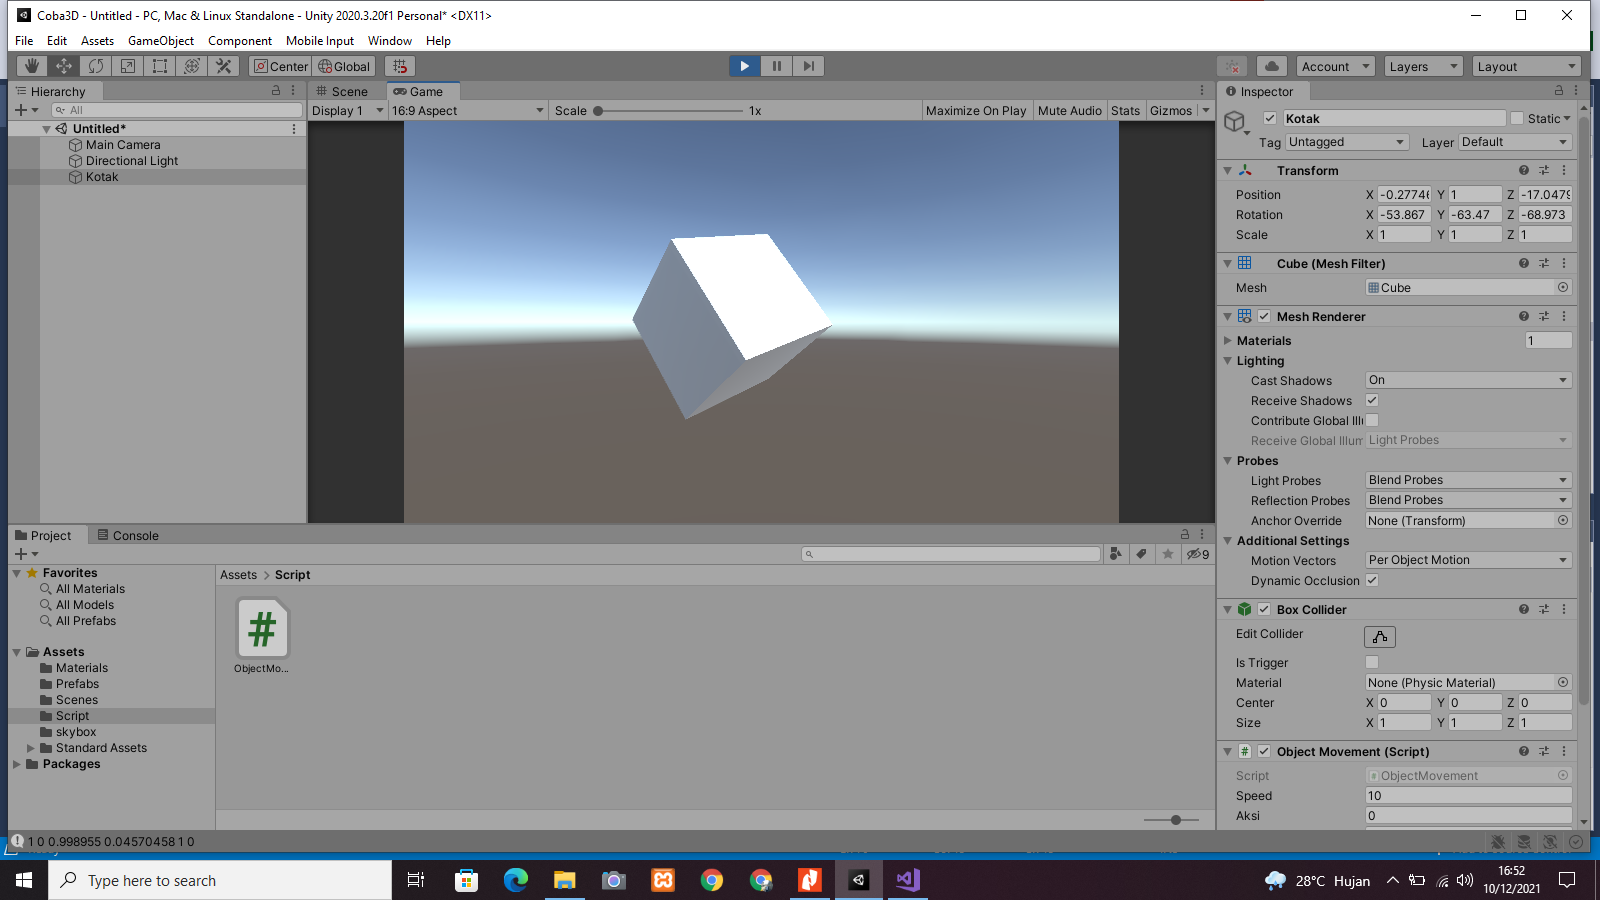 Coba3D - Untitled - PC, Mac & Linux Standalone - Unity 2020.3.20f1 Personal* <DX11>
File Edit Assets GameObject Component Mobile Input Window Help
Center Global Account Layers Layout
Hierarchy
All
Untitled*
Main Camera
Directional Light
Kotak
Scene Game
Display 1 16:9 Aspect Scale 1x Maximize On Play Mute Audio Stats Gizmos
Inspector
Kotak Static
Tag Untagged Layer Default
Transform
Position X -0.27746 Y 1 Z -17.0479
Rotation X -53.867 Y -63.47 Z -68.973
Scale X 1 Y 1 Z 1
Cube (Mesh Filter)
Mesh Cube
Mesh Renderer
Materials 1
Lighting
Cast Shadows On
Receive Shadows
Contribute Global Illu
Receive Global Illum Light Probes
Probes
Light Probes Blend Probes
Reflection Probes Blend Probes
Anchor Override None (Transform)
Additional Settings
Motion Vectors Per Object Motion
Dynamic Occlusion
Box Collider
Edit Collider
Is Trigger
Material None (Physic Material)
Center X 0 Y 0 Z 0
Size X 1 Y 1 Z 1
Object Movement (Script)
Script ObjectMovement
Speed 10
Aksi 0
Project Console
9
Favorites
All Materials
All Models
All Prefabs
Assets
Materials
Prefabs
Scenes
Script
skybox
Standard Assets
Packages
Assets > Script
#
ObjectMo...
1 0 0.998955 0.04570458 1 0
Type here to search
28°C Hujan
16:52
10/12/2021